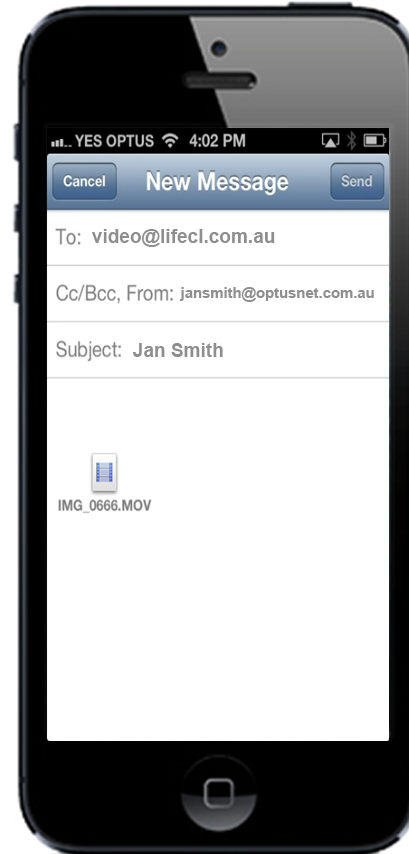 YES OPTUS 4:02 PM
Cancel New Message Send
To: video@lifecl.com.au
Cc/Bcc, From: jansmith@optusnet.com.au
Subject: Jan Smith
IMG_0666.MOV